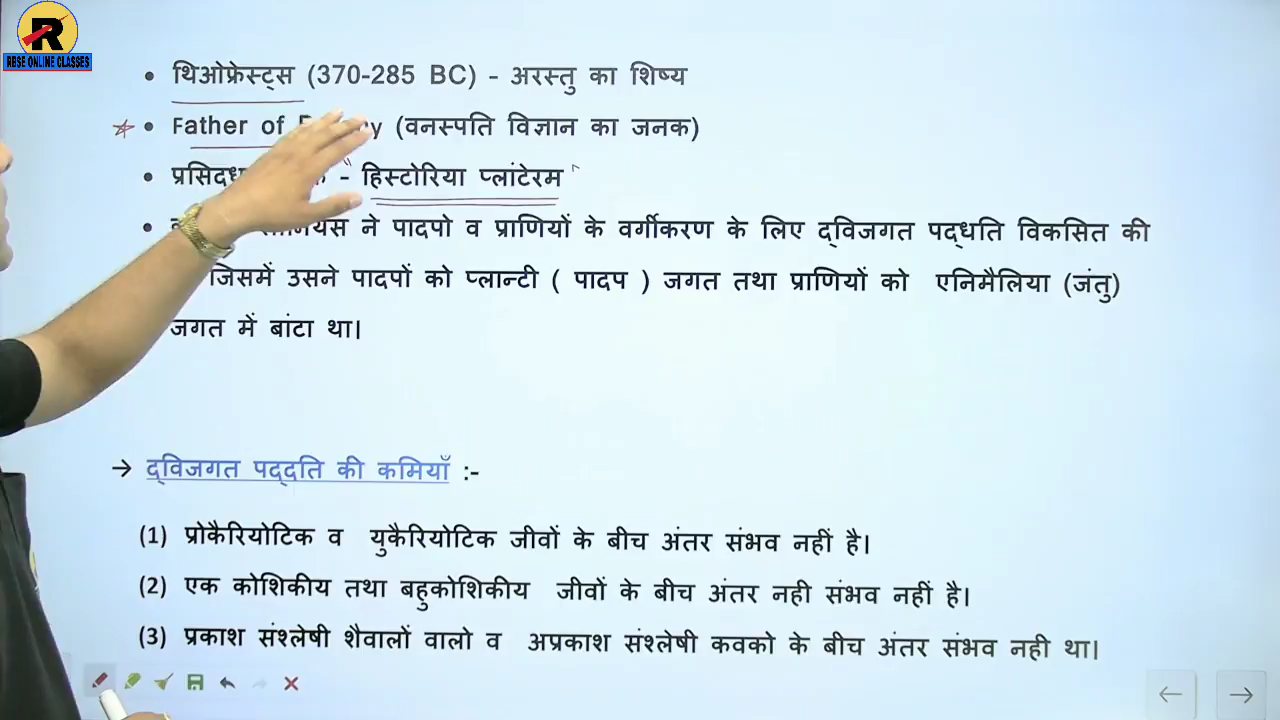 R
RBSE ONLINE CLASSES
• थिओफ्रेस्ट्स (370-285 BC) - अरस्तु का शिष्य
• Father of (वनस्पति विज्ञान का जनक)
• - "हिस्टोरिया प्लांटेरम"
• ने पादपो व प्राणियों के वर्गीकरण के लिए द्विजगत पद्धति विकसित की
जिसमें उसने पादपों को प्लान्टी ( पादप ) जगत तथा प्राणियों को एनिमैलिया (जंतु)
जगत में बांटा था।
→ द्विजगत पद्दति की कमियाँ :-
(1) प्रोकैरियोटिक व युकैरियोटिक जीवों के बीच अंतर संभव नहीं है।
(2) एक कोशिकीय तथा बहुकोशिकीय जीवों के बीच अंतर नही संभव नहीं है।
(3) प्रकाश संश्लेषी शैवालों वालो व अप्रकाश संश्लेषी कवको के बीच अंतर संभव नही था।